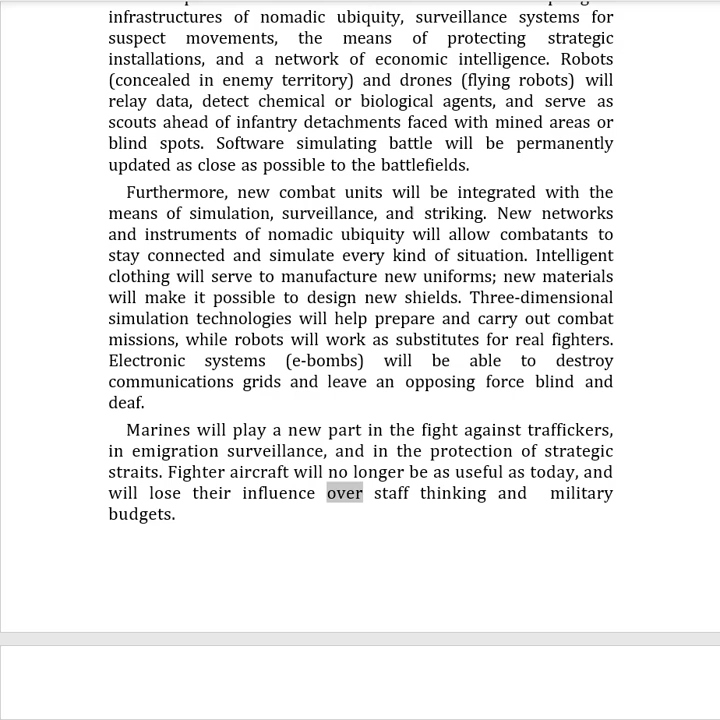 infrastructures of nomadic ubiquity, surveillance systems for
suspect movements, the means of protecting strategic
installations, and a network of economic intelligence. Robots
(concealed in enemy territory) and drones (flying robots) will
relay data, detect chemical or biological agents, and serve as
scouts ahead of infantry detachments faced with mined areas or
blind spots. Software simulating battle will be permanently
updated as close as possible to the battlefields.
Furthermore, new combat units will be integrated with the
means of simulation, surveillance, and striking. New networks
and instruments of nomadic ubiquity will allow combatants to
stay connected and simulate every kind of situation. Intelligent
clothing will serve to manufacture new uniforms; new materials
will make it possible to design new shields. Three-dimensional
simulation technologies will help prepare and carry out combat
missions, while robots will work as substitutes for real fighters.
Electronic systems (e-bombs) will be able to destroy
communications grids and leave an opposing force blind and
deaf.
Marines will play a new part in the fight against traffickers,
in emigration surveillance, and in the protection of strategic
straits. Fighter aircraft will no longer be as useful as today, and
will lose their influence over staff thinking and military
budgets.